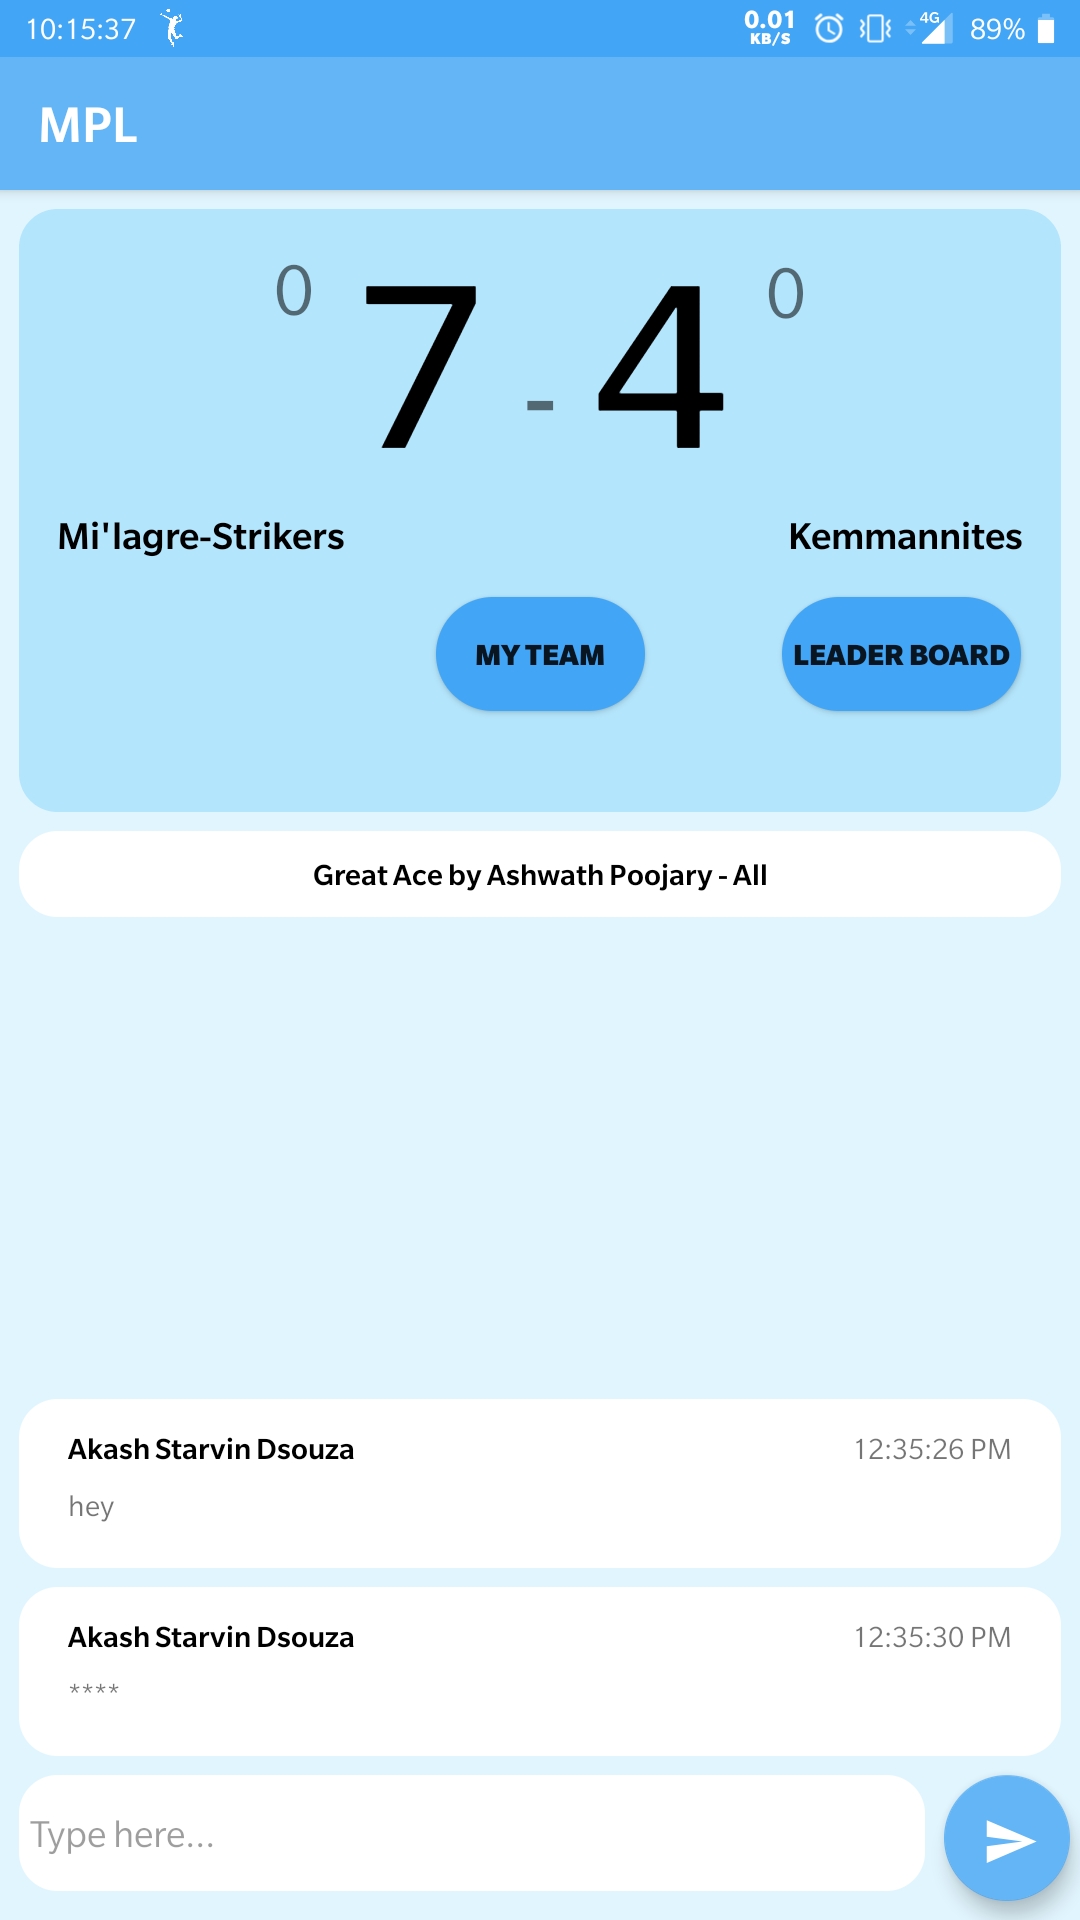 10:15:37 0.01 KB/S 4G 89%
MPL
0 7 - 4 0
Mi'lagre-Strikers Kemmannites
MY TEAM LEADER BOARD
Great Ace by Ashwath Poojary - All
Akash Starvin Dsouza 12:35:26 PM
hey
Akash Starvin Dsouza 12:35:30 PM
****
Type here...